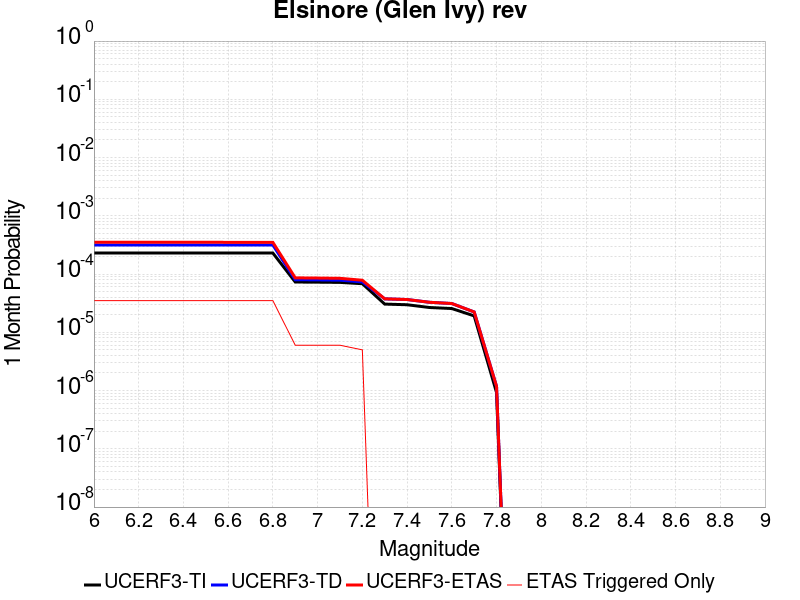 Elsinore (Glen Ivy) rev
10^0
10^-1
10^-2
10^-3
10^-4
10^-5
10^-6
10^-7
10^-8
1 Month Probability
6 6.2 6.4 6.6 6.8 7 7.2 7.4 7.6 7.8 8 8.2 8.4 8.6 8.8 9
Magnitude
UCERF3-TI UCERF3-TD UCERF3-ETAS ETAS Triggered Only